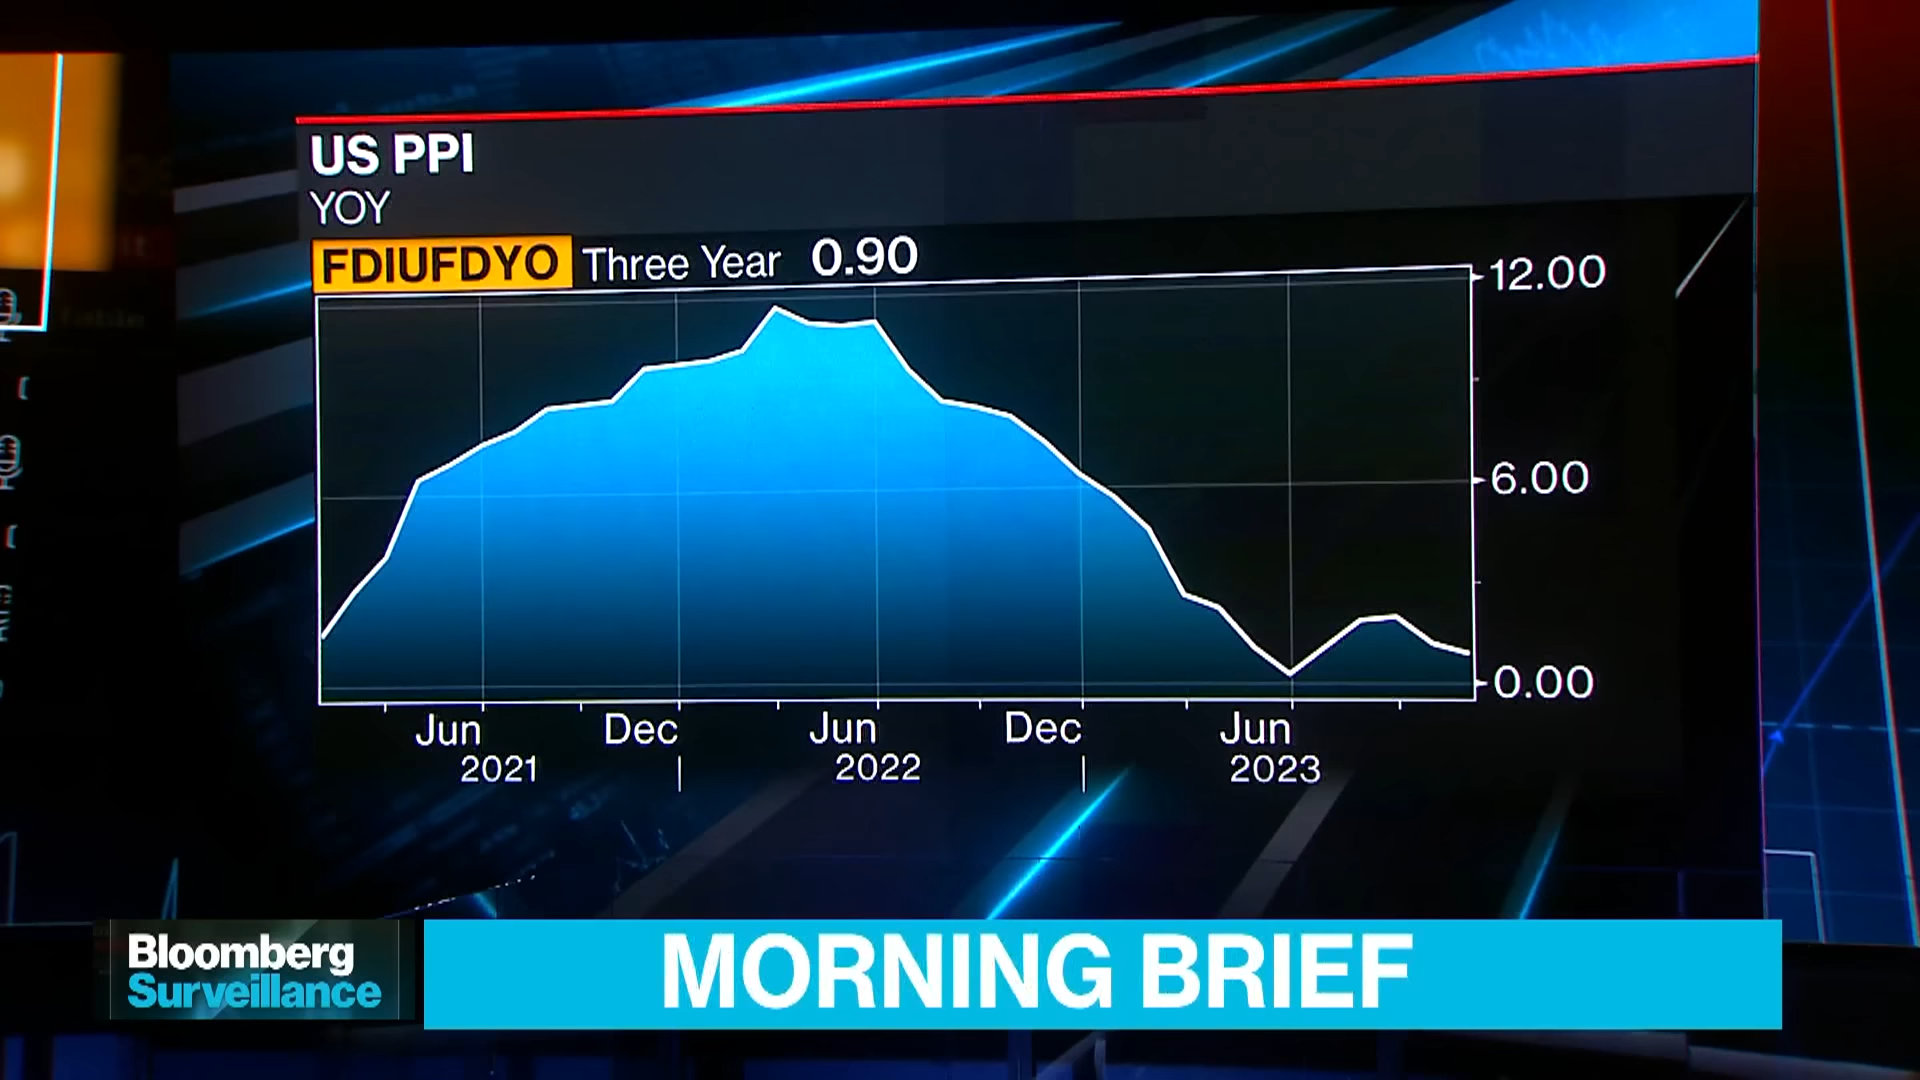 US PPI
YOY
FDIUFDYO Three Year 0.90
12.00
6.00
0.00
Jun Dec Jun Dec Jun
2021 2022 2023
Bloomberg
Surveillance
MORNING BRIEF